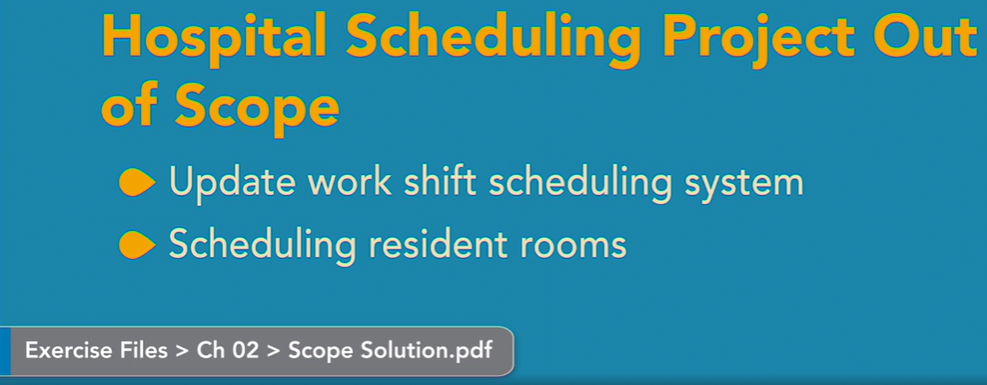 Hospital Scheduling Project Out
of Scope
Update work shift scheduling system
Scheduling resident rooms
Exercise Files > Ch 02 > Scope Solution.pdf